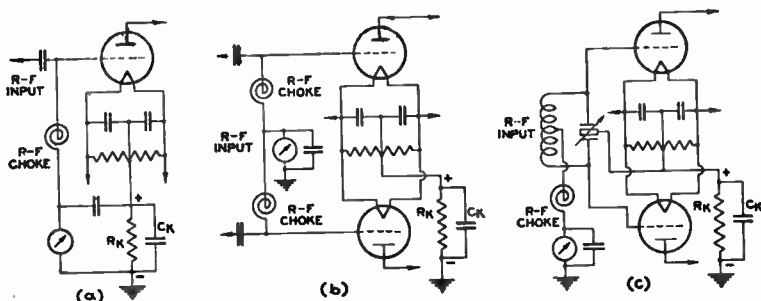 R-F
INPUT
R-F
CHOKE
+
RK
CK
-
(a)
R-F
CHOKE
R-F
INPUT
R-F
CHOKE
+
RK
CK
-
(b)
R-F
INPUT
R-F
CHOKE
+
RK
CK
-
(c)